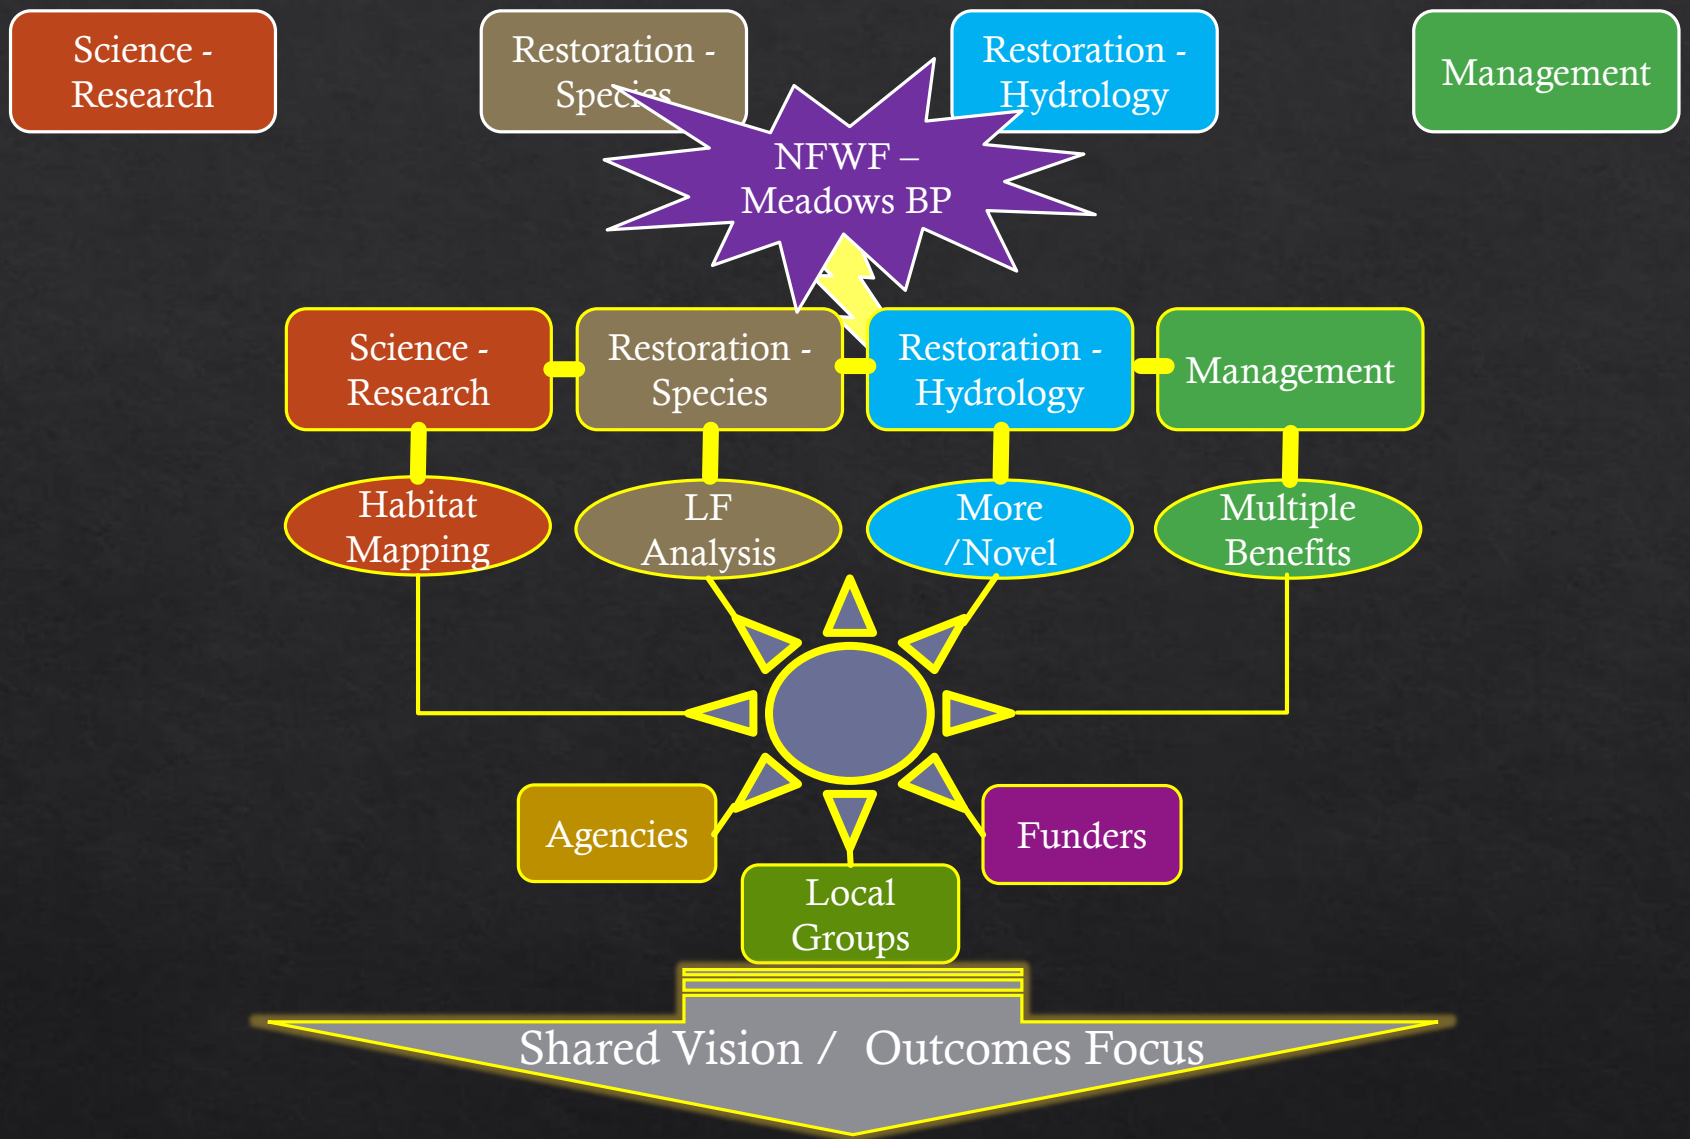 Science -
Research
Restoration -
Species
Restoration -
Hydrology
Management
NFWF –
Meadows BP
Science -
Research
Restoration -
Species
Restoration -
Hydrology
Management
Habitat
Mapping
LF
Analysis
More
/Novel
Multiple
Benefits
Agencies
Funders
Local
Groups
Shared Vision /  Outcomes Focus